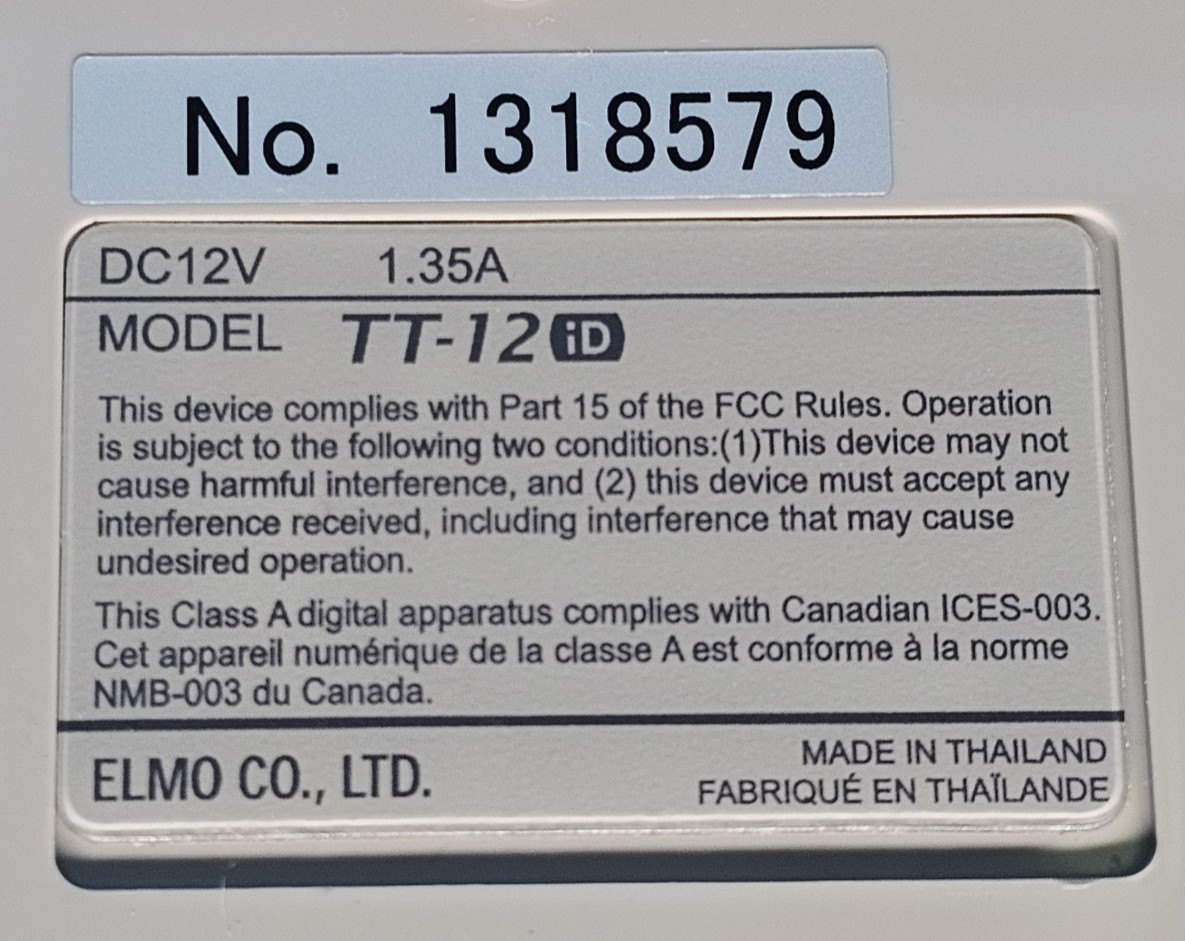 No. 1318579
DC12V 1.35A
MODEL TT-12 iD
This device complies with Part 15 of the FCC Rules. Operation
is subject to the following two conditions:(1)This device may not
cause harmful interference, and (2) this device must accept any
interference received, including interference that may cause
undesired operation.
This Class A digital apparatus complies with Canadian ICES-003.
Cet appareil numérique de la classe A est conforme à la norme
NMB-003 du Canada.
ELMO CO., LTD.
MADE IN THAILAND
FABRIQUÉ EN THAÏLANDE